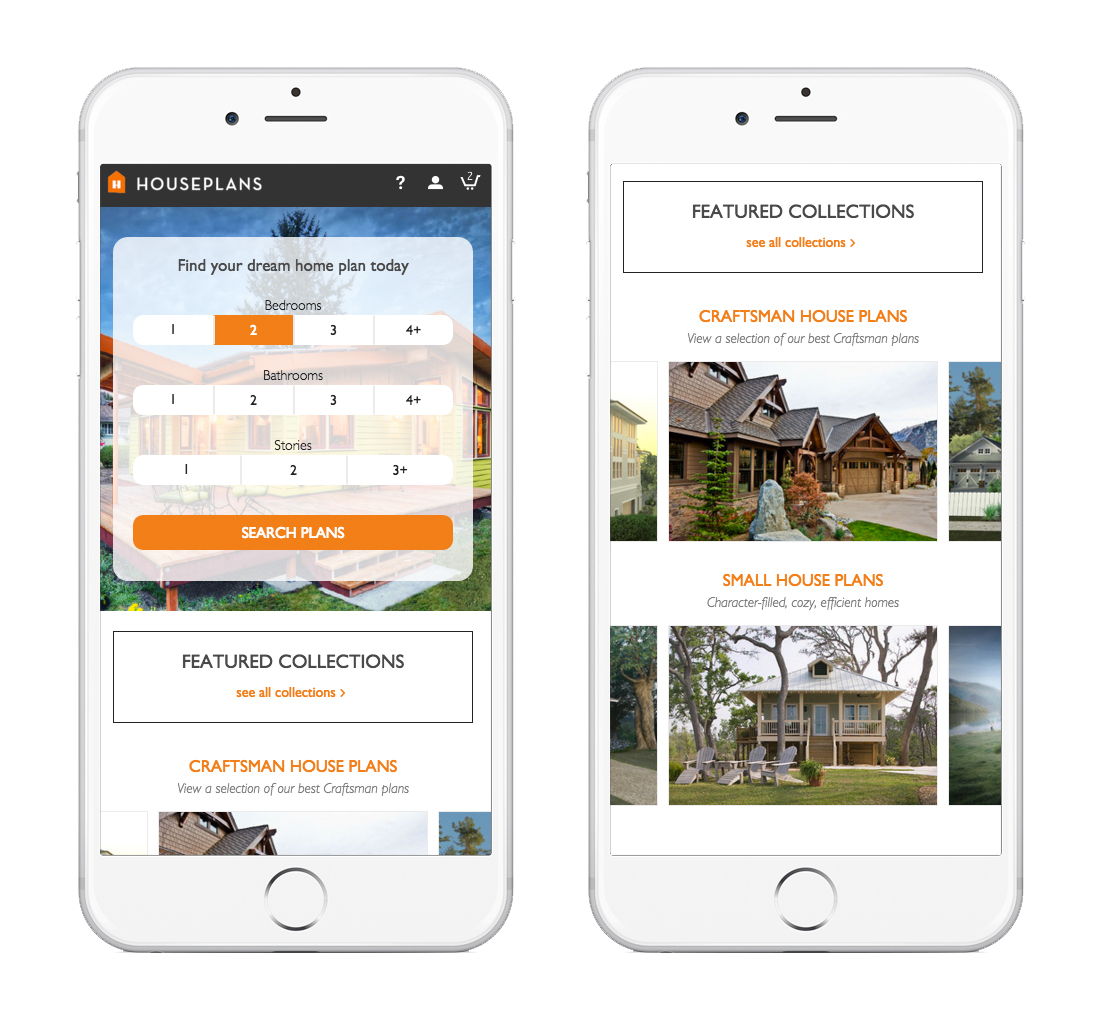 HOUSEPLANS
? 2
Find your dream home plan today
Bedrooms
1 2 3 4+
Bathrooms
1 2 3 4+
Stories
1 2 3+
SEARCH PLANS
FEATURED COLLECTIONS
see all collections >
CRAFTSMAN HOUSE PLANS
View a selection of our best Craftsman plans
FEATURED COLLECTIONS
see all collections >
CRAFTSMAN HOUSE PLANS
View a selection of our best Craftsman plans
SMALL HOUSE PLANS
Character-filled, cozy, efficient homes